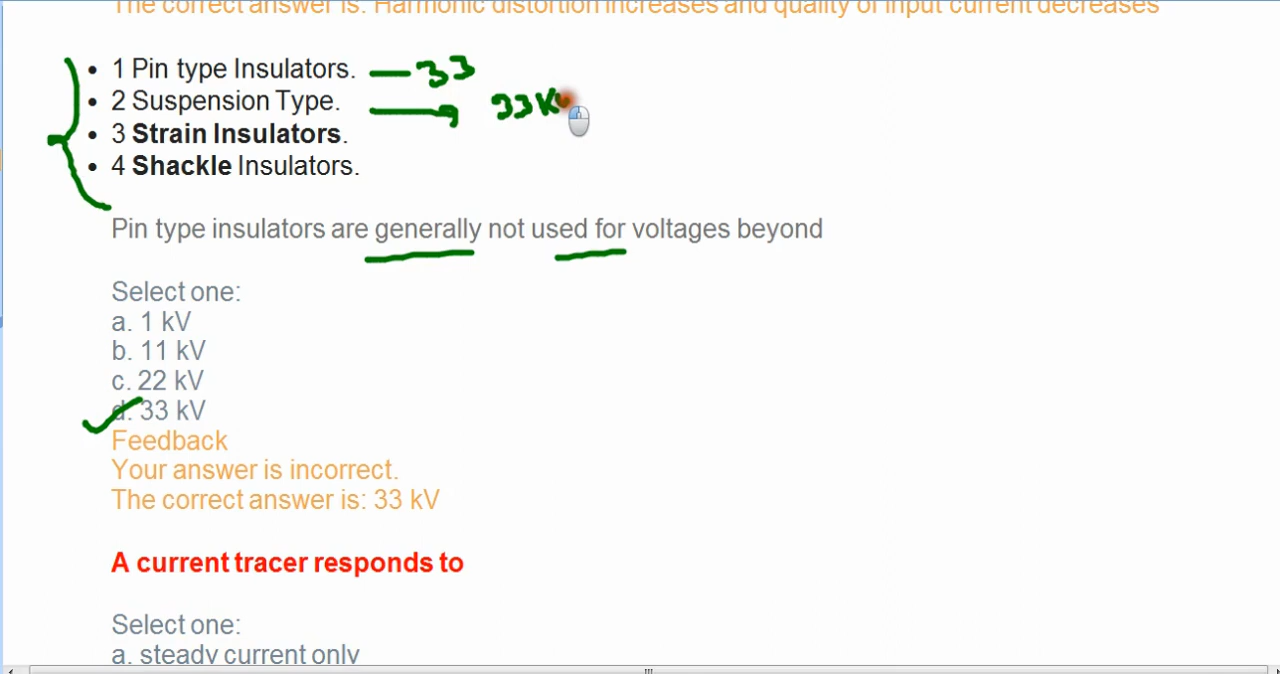 The correct answer is: Harmonic distortion increases and quality of input current decreases
• 1 Pin type Insulators. — 33
• 2 Suspension Type. → 33 KV
• 3 Strain Insulators.
• 4 Shackle Insulators.
Pin type insulators are generally not used for voltages beyond
Select one:
a. 1 kV
b. 11 kV
c. 22 kV
d. 33 kV
Feedback
Your answer is incorrect.
The correct answer is: 33 kV
A current tracer responds to
Select one:
a. steady current only